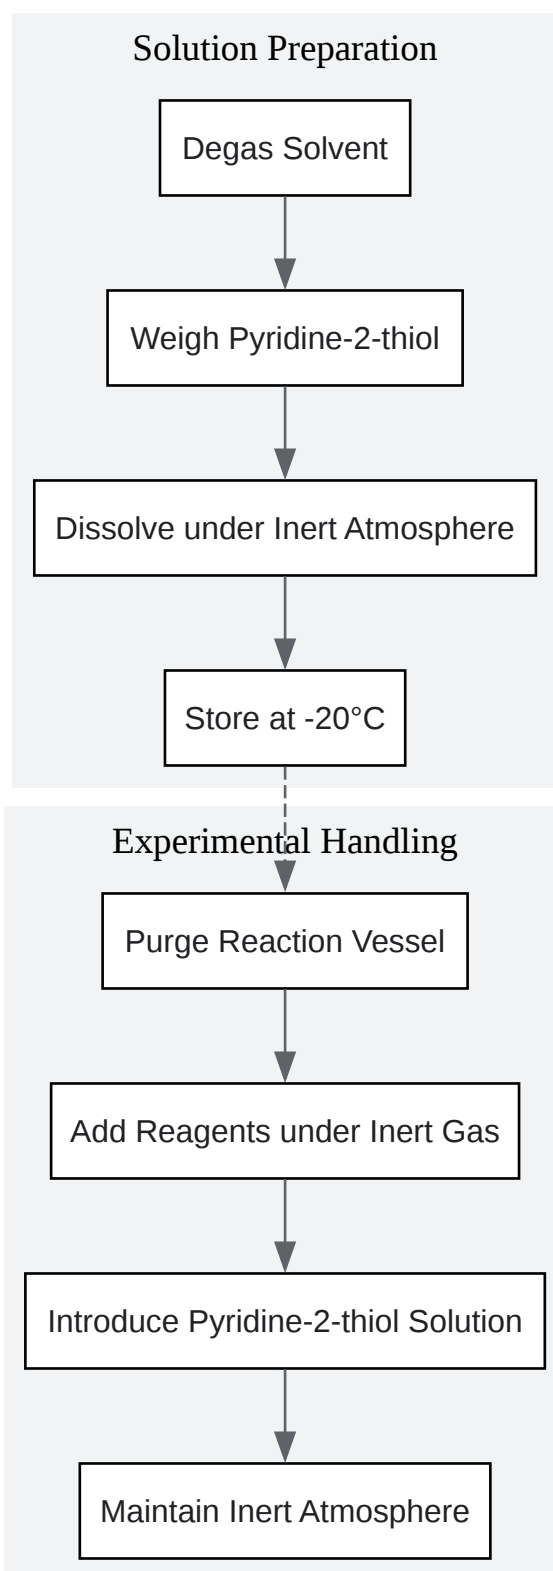 Solution Preparation
Degas Solvent
Weigh Pyridine-2-thiol
Dissolve under Inert Atmosphere
Store at -20°C
Experimental Handling
Purge Reaction Vessel
Add Reagents under Inert Gas
Introduce Pyridine-2-thiol Solution
Maintain Inert Atmosphere